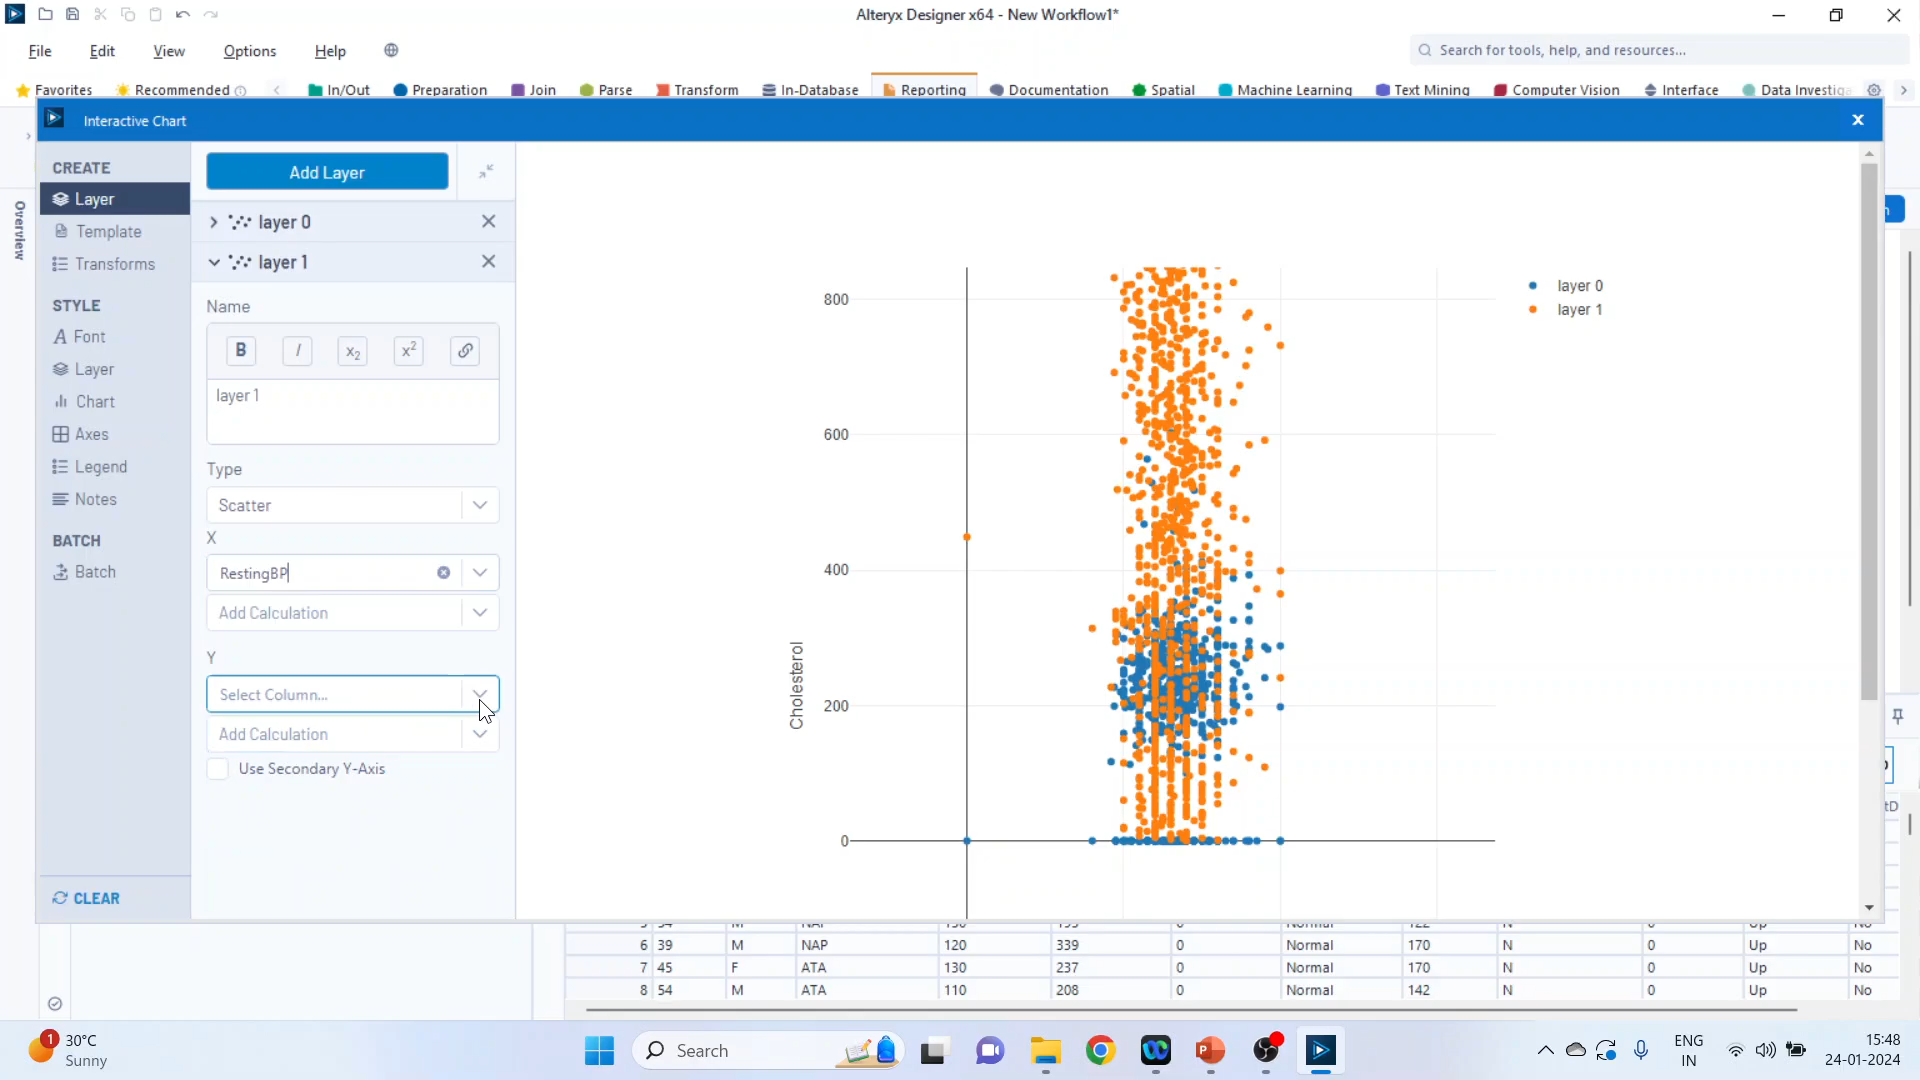 Alteryx Designer x64 - New Workflow1*
File Edit View Options Help
Search for tools, help, and resources...
Favorites Recommended In/Out Preparation Join Parse Transform In-Database Reporting Documentation Spatial Machine Learning Text Mining Computer Vision Interface Data Investiga
Interactive Chart
Overview
CREATE
Layer
Template
Transforms
STYLE
Font
Layer
Chart
Axes
Legend
Notes
BATCH
Batch
CLEAR
Add Layer
layer 0
layer 1
Name
B I x2 x2
layer 1
Type
Scatter
X
RestingBP
Add Calculation
Y
Select Column...
Add Calculation
Use Secondary Y-Axis
800
600
400
200
0
Cholesterol
layer 0
layer 1
6 39 M NAP 120 339 0 Normal 170 N 0 Up No
7 45 F ATA 130 237 0 Normal 170 N 0 Up No
8 54 M ATA 110 208 0 Normal 142 N 0 Up No
1
30°C
Sunny
Search
ENG
IN
15:48
24-01-2024